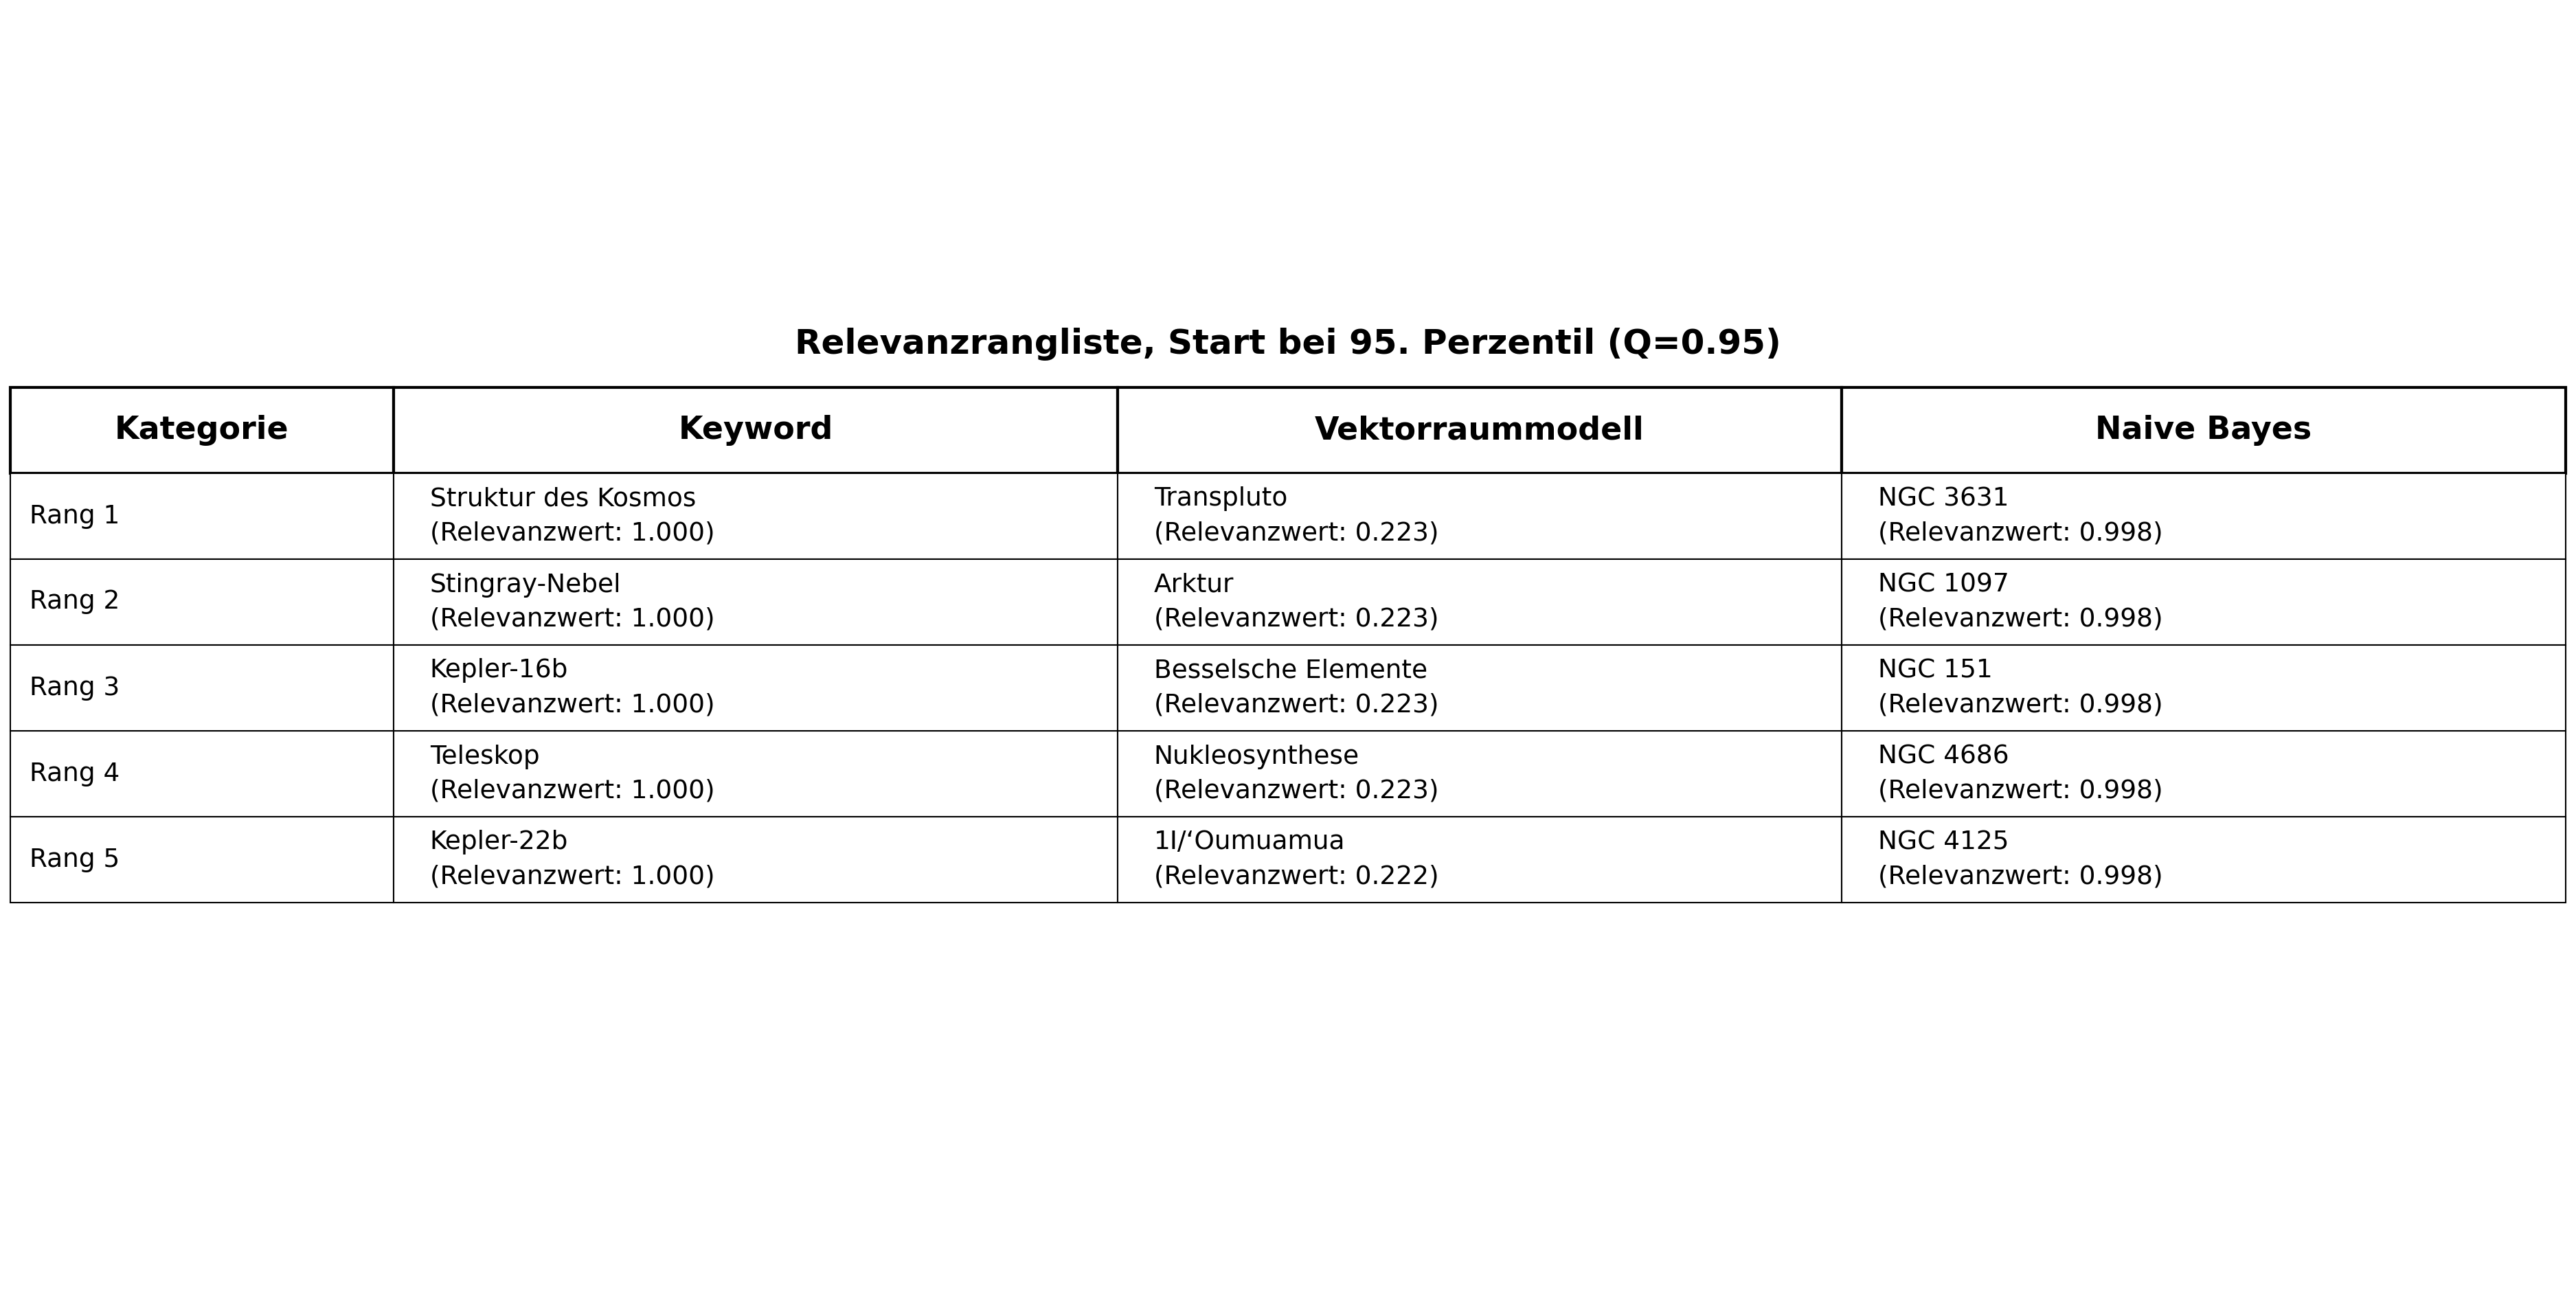 Relevanzrangliste, Start bei 95. Perzentil (Q=0.95)
Kategorie Keyword Vektorraummodell Naive Bayes
Rang 1
Struktur des Kosmos
(Relevanzwert: 1.000)
Transpluto
(Relevanzwert: 0.223)
NGC 3631
(Relevanzwert: 0.998)
Rang 2
Stingray-Nebel
(Relevanzwert: 1.000)
Arktur
(Relevanzwert: 0.223)
NGC 1097
(Relevanzwert: 0.998)
Rang 3
Kepler-16b
(Relevanzwert: 1.000)
Besselsche Elemente
(Relevanzwert: 0.223)
NGC 151
(Relevanzwert: 0.998)
Rang 4
Teleskop
(Relevanzwert: 1.000)
Nukleosynthese
(Relevanzwert: 0.223)
NGC 4686
(Relevanzwert: 0.998)
Rang 5
Kepler-22b
(Relevanzwert: 1.000)
1I/ʻOumuamua
(Relevanzwert: 0.222)
NGC 4125
(Relevanzwert: 0.998)